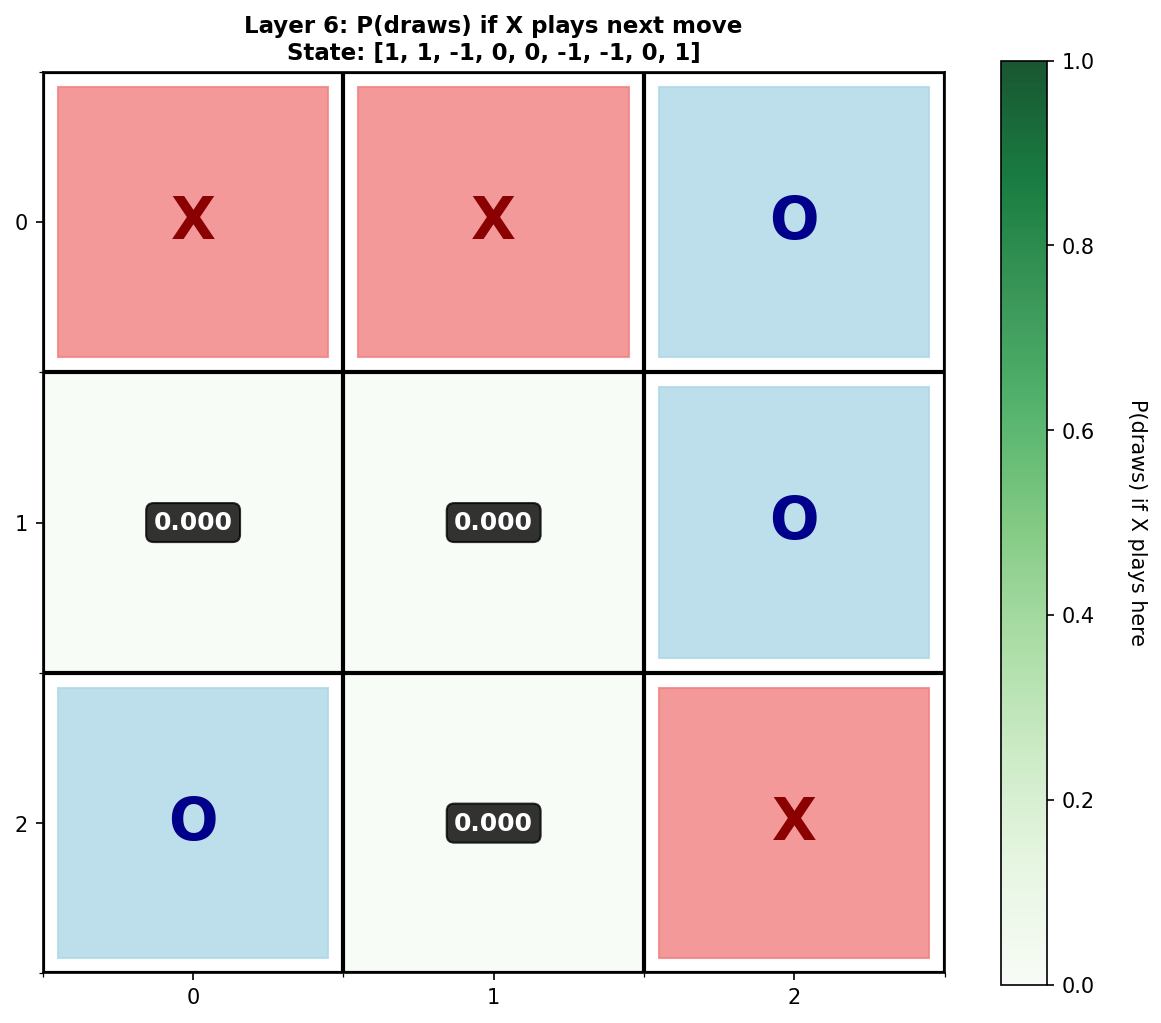 Layer 6: P(draws) if X plays next move
State: [1, 1, -1, 0, 0, -1, -1, 0, 1]
X
X
O
0
0.000
0.000
O
1
O
0.000
X
2
0
1
2
1.0
0.8
0.6
0.4
0.2
0.0
P(draws) if X plays here